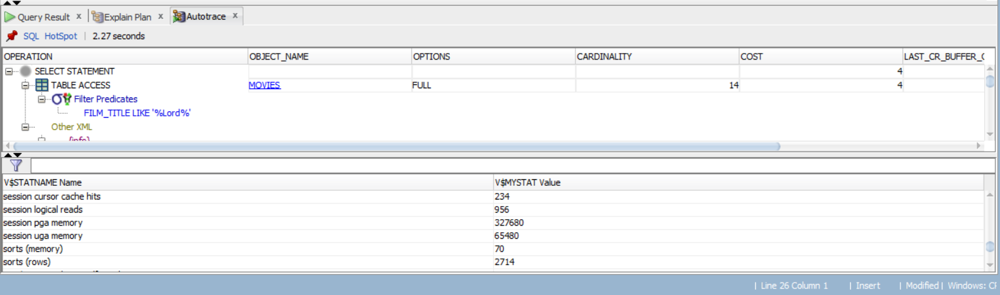 Query Result x Explain Plan x Autotrace x
SQL HotSpot | 2.27 seconds
OPERATION OBJECT_NAME OPTIONS CARDINALITY COST LAST_CR_BUFFER_
SELECT STATEMENT 4
TABLE ACCESS MOVIES FULL 14 4
Filter Predicates
FILM_TITLE LIKE '%Lord%'
Other XML
{info}
V$STATNAME Name V$MYSTAT Value
session cursor cache hits 234
session logical reads 956
session pga memory 327680
session uga memory 65480
sorts (memory) 70
sorts (rows) 2714
| Line 26 Column 1 | Insert | Modified | Windows: